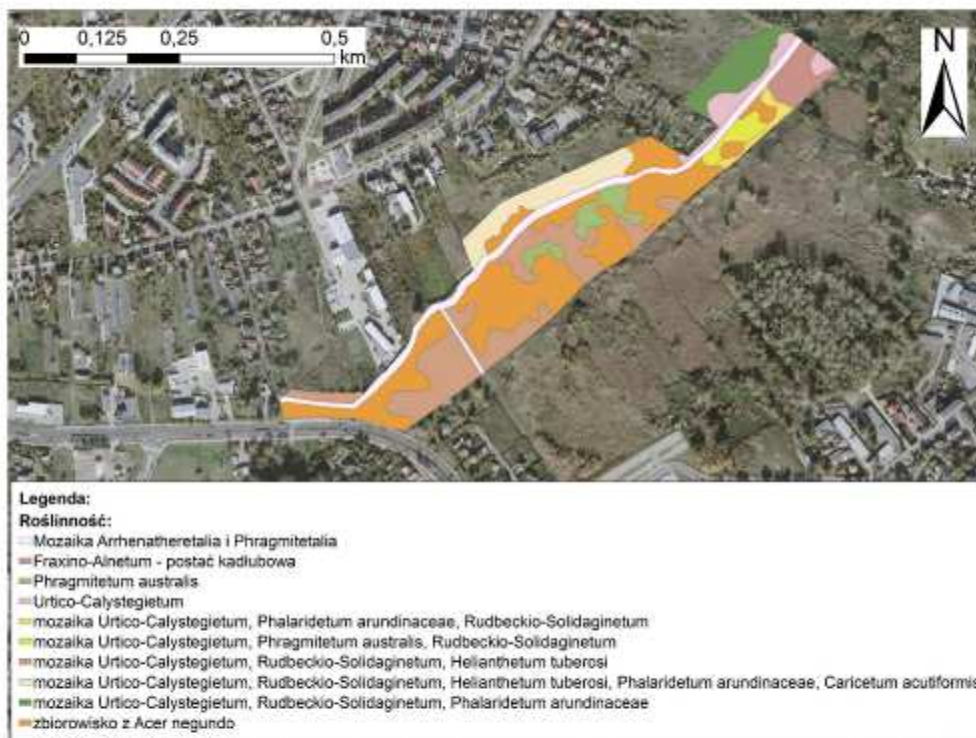 0 0,125 0,25 0,5
km
N
Legenda:
Roślinność:
Mozaika Arrhenatheretalia i Phragmitetalia
Fraxino-Alnetum - postać kadłubowa
Phragmitetum australis
Urtico-Calystegietum
mozaika Urtico-Calystegietum, Phalaridetum arundinaceae, Rudbeckio-Solidaginetum
mozaika Urtico-Calystegietum, Phragmitetum australis, Rudbeckio-Solidaginetum
mozaika Urtico-Calystegietum, Rudbeckio-Solidaginetum, Helianthetum tuberosi
mozaika Urtico-Calystegietum, Rudbeckio-Solidaginetum, Helianthetum tuberosi, Phalaridetum arundinaceae, Caricetum acutiformis
mozaika Urtico-Calystegietum, Rudbeckio-Solidaginetum, Phalaridetum arundinaceae
zbiorowisko z Acer negundo